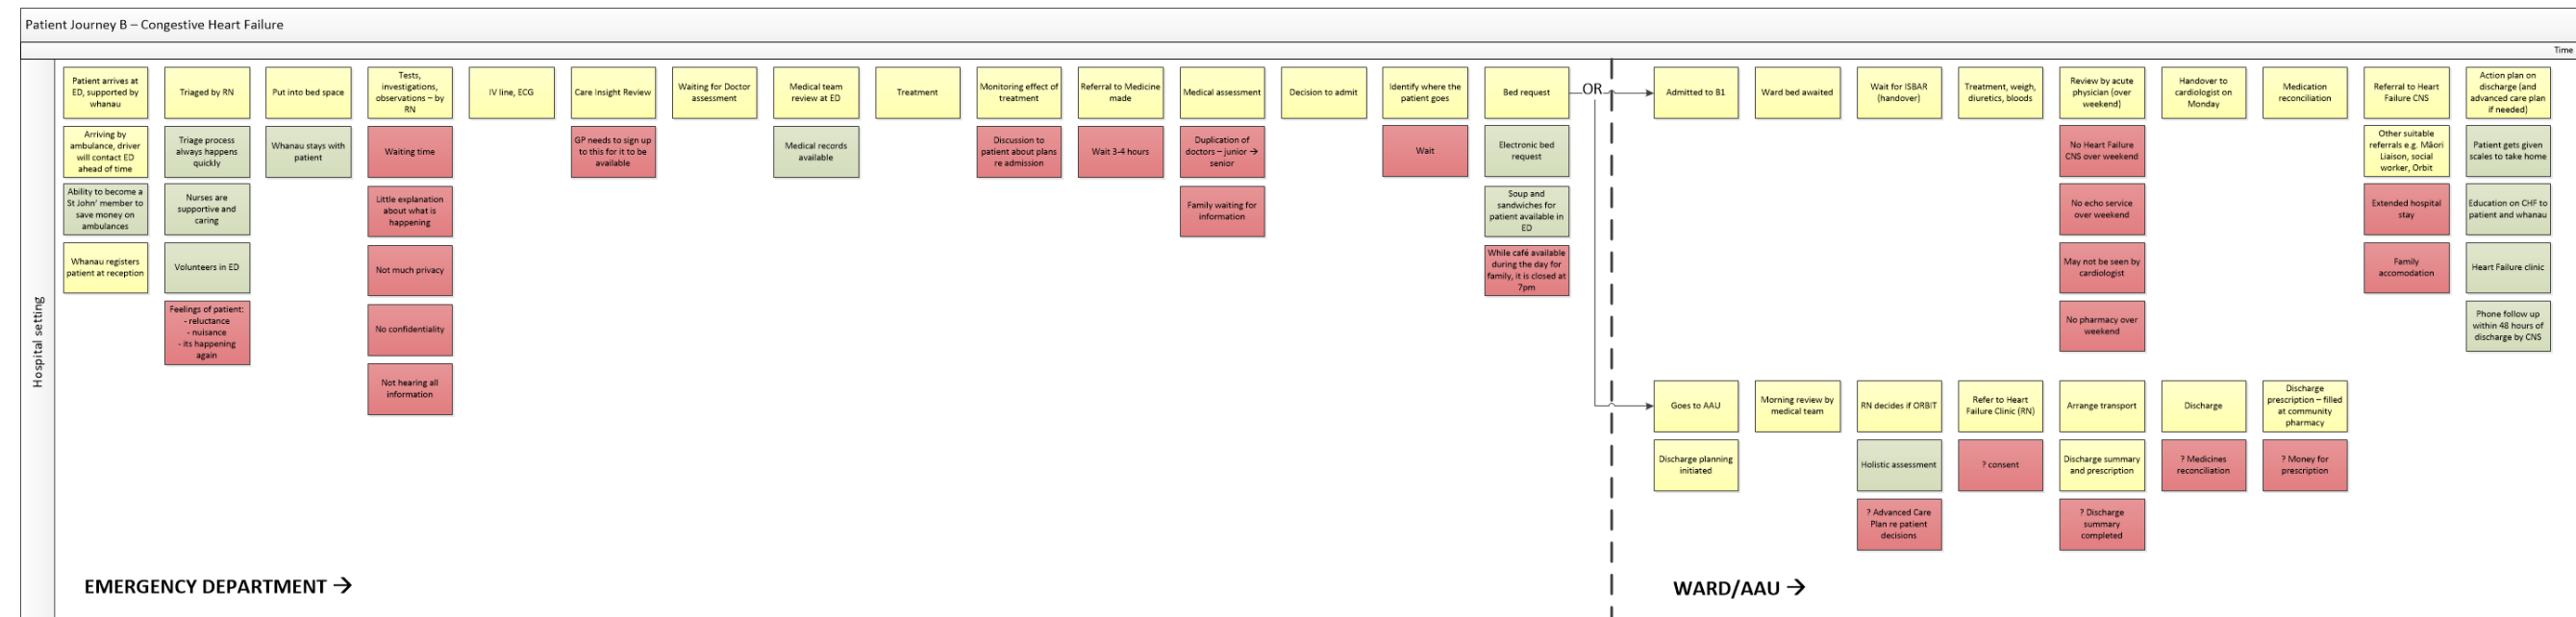 Patient Journey B – Congestive Heart Failure
Time
Hospital setting
Patient arrives at
ED, supported by
whanau
Arriving by
ambulance, driver
will contact ED
ahead of time
Ability to become a
St John' member to
save money on
ambulances
Whanau registers
patient at reception
Triaged by RN
Triage process
always happens
quickly
Nurses are
supportive and
caring
Volunteers in ED
Feelings of patient:
- reluctance
- nuisance
- its happening
again
Put into bed space
Whanau stays with
patient
Tests,
investigations,
observations – by
RN
Waiting time
Little explanation
about what is
happening
Not much privacy
No confidentiality
Not hearing all
information
IV line, ECG
Care Insight Review
GP needs to sign up
to this for it to be
available
Waiting for Doctor
assessment
Medical team
review at ED
Medical records
available
Treatment
Monitoring effect of
treatment
Discussion to
patient about plans
re admission
Referral to Medicine
made
Wait 3-4 hours
Medical assessment
Duplication of
doctors – junior →
senior
Family waiting for
information
Decision to admit
Identify where the
patient goes
Wait
Bed request
Electronic bed
request
Soup and
sandwiches for
patient available in
ED
While café available
during the day for
family, it is closed at
7pm
OR
Admitted to B1
Ward bed awaited
Wait for ISBAR
(handover)
Treatment, weigh,
diuretics, bloods
Review by acute
physician (over
weekend)
No Heart Failure
CNS over weekend
No echo service
over weekend
May not be seen by
cardiologist
No pharmacy over
weekend
Handover to
cardiologist on
Monday
Medication
reconciliation
Referral to Heart
Failure CNS
Other suitable
referrals e.g. Māori
Liaison, social
worker, Orbit
Extended hospital
stay
Family
accomodation
Action plan on
discharge (and
advanced care plan
if needed)
Patient gets given
scales to take home
Education on CHF to
patient and whanau
Heart Failure clinic
Phone follow up
within 48 hours of
discharge by CNS
Goes to AAU
Discharge planning
initiated
Morning review by
medical team
RN decides if ORBIT
Holistic assessment
? Advanced Care
Plan re patient
decisions
Refer to Heart
Failure Clinic (RN)
? consent
Arrange transport
Discharge summary
and prescription
? Discharge
summary
completed
Discharge
? Medicines
reconciliation
Discharge
prescription – filled
at community
pharmacy
? Money for
prescription
EMERGENCY DEPARTMENT →
WARD/AAU →